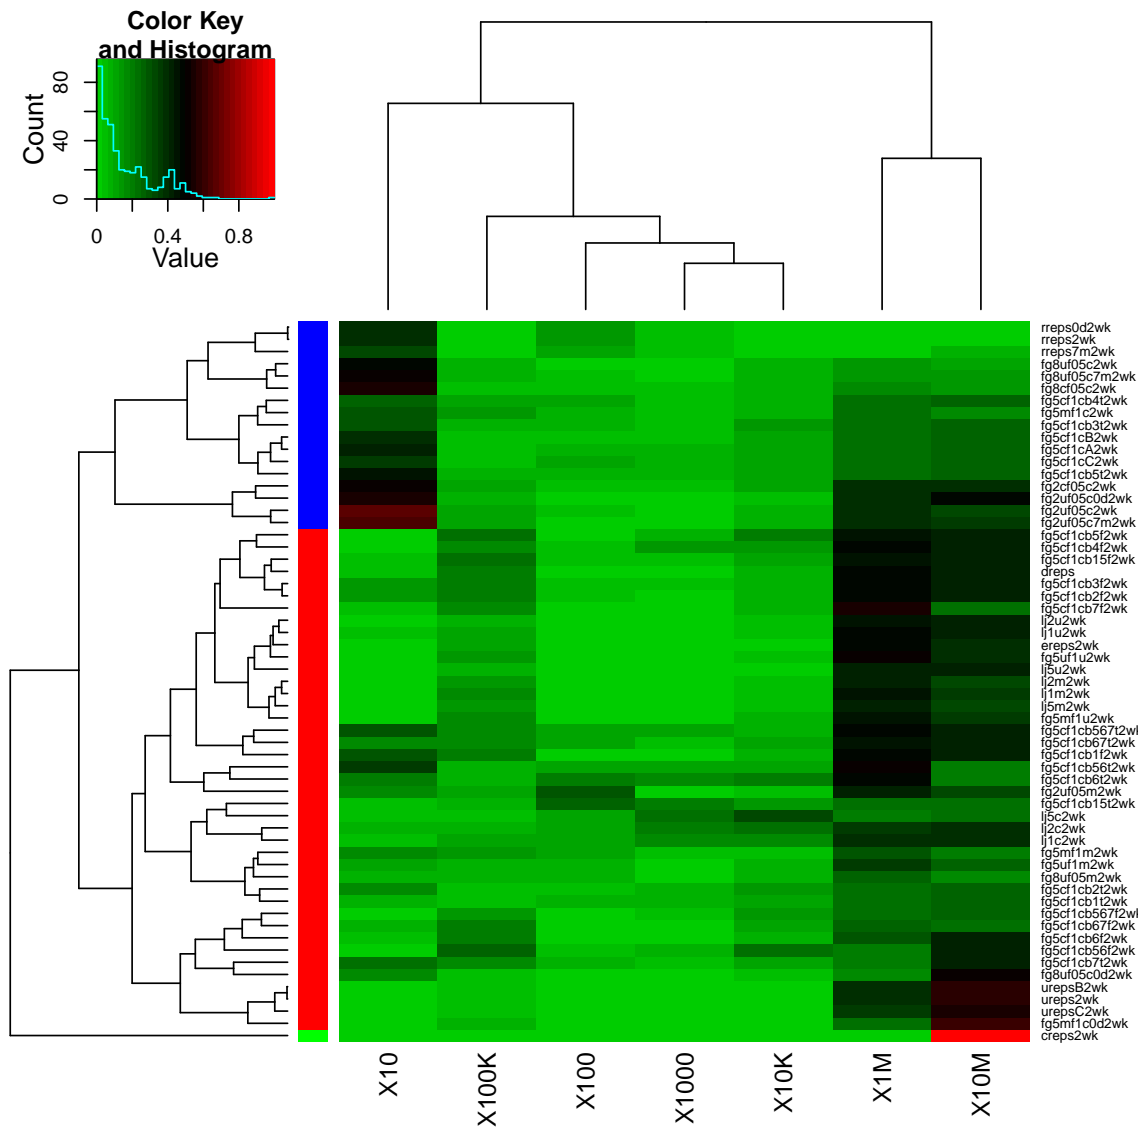 Color Key
and Histogram
Count
0
40
80
0
0.4
0.8
Value
rreps0d2wk
rreps2wk
rreps7m2wk
fg8uf05c2wk
fg8uf05c7m2wk
fg8cf05c2wk
fg5cf1cb4t2wk
fg5mf1c2wk
fg5cf1cb3t2wk
fg5cf1cB2wk
fg5cf1cA2wk
fg5cf1cC2wk
fg5cf1cb5t2wk
fg2cf05c2wk
fg2uf05c0d2wk
fg2uf05c2wk
fg2uf05c7m2wk
fg5cf1cb5f2wk
fg5cf1cb4f2wk
fg5cf1cb15f2wk
dreps
fg5cf1cb3f2wk
fg5cf1cb2f2wk
fg5cf1cb7f2wk
lj2u2wk
lj1u2wk
ereps2wk
fg5uf1u2wk
lj5u2wk
lj2m2wk
lj1m2wk
lj5m2wk
fg5mf1u2wk
fg5cf1cb567t2wk
fg5cf1cb67t2wk
fg5cf1cb1f2wk
fg5cf1cb56t2wk
fg5cf1cb6t2wk
fg2uf05m2wk
fg5cf1cb15t2wk
lj5c2wk
lj2c2wk
lj1c2wk
fg5mf1m2wk
fg5uf1m2wk
fg8uf05m2wk
fg5cf1cb2t2wk
fg5cf1cb1t2wk
fg5cf1cb567f2wk
fg5cf1cb67f2wk
fg5cf1cb6f2wk
fg5cf1cb56f2wk
fg5cf1cb7t2wk
fg8uf05c0d2wk
urepsB2wk
ureps2wk
urepsC2wk
fg5mf1c0d2wk
creps2wk
X10
X100K
X100
X1000
X10K
X1M
X10M